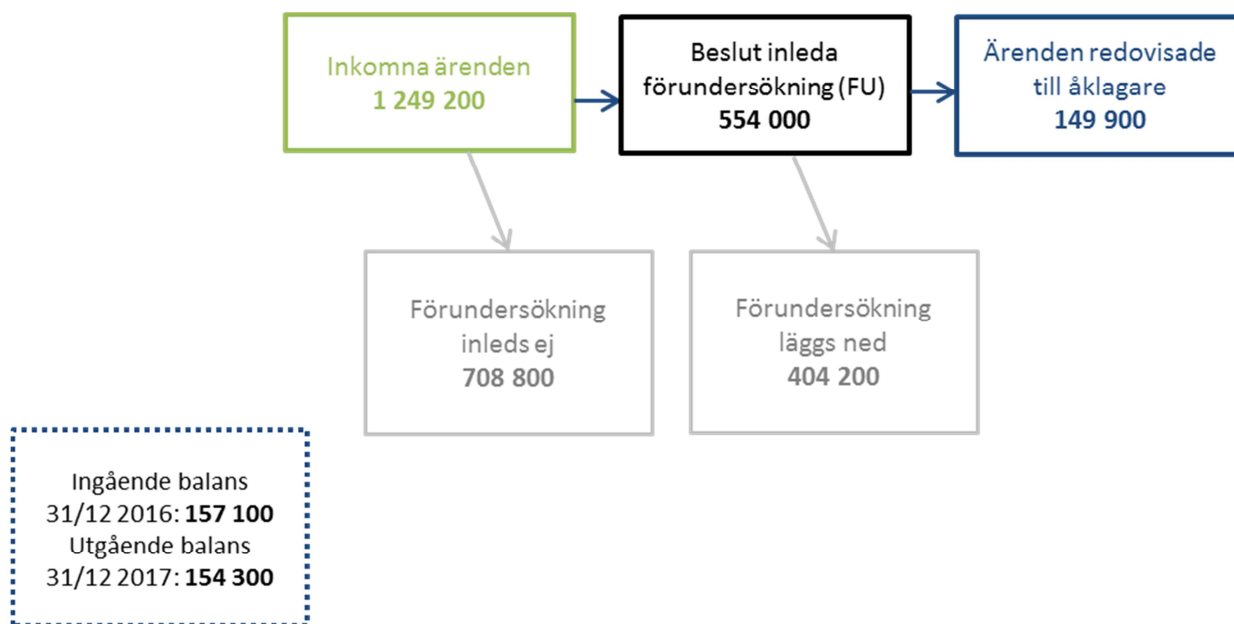 Inkomna ärenden
1 249 200
Beslut inleda
förundersökning (FU)
554 000
Ärenden redovisade
till åklagare
149 900
Förundersökning
inleds ej
708 800
Förundersökning
läggs ned
404 200
Ingående balans
31/12 2016: 157 100
Utgående balans
31/12 2017: 154 300